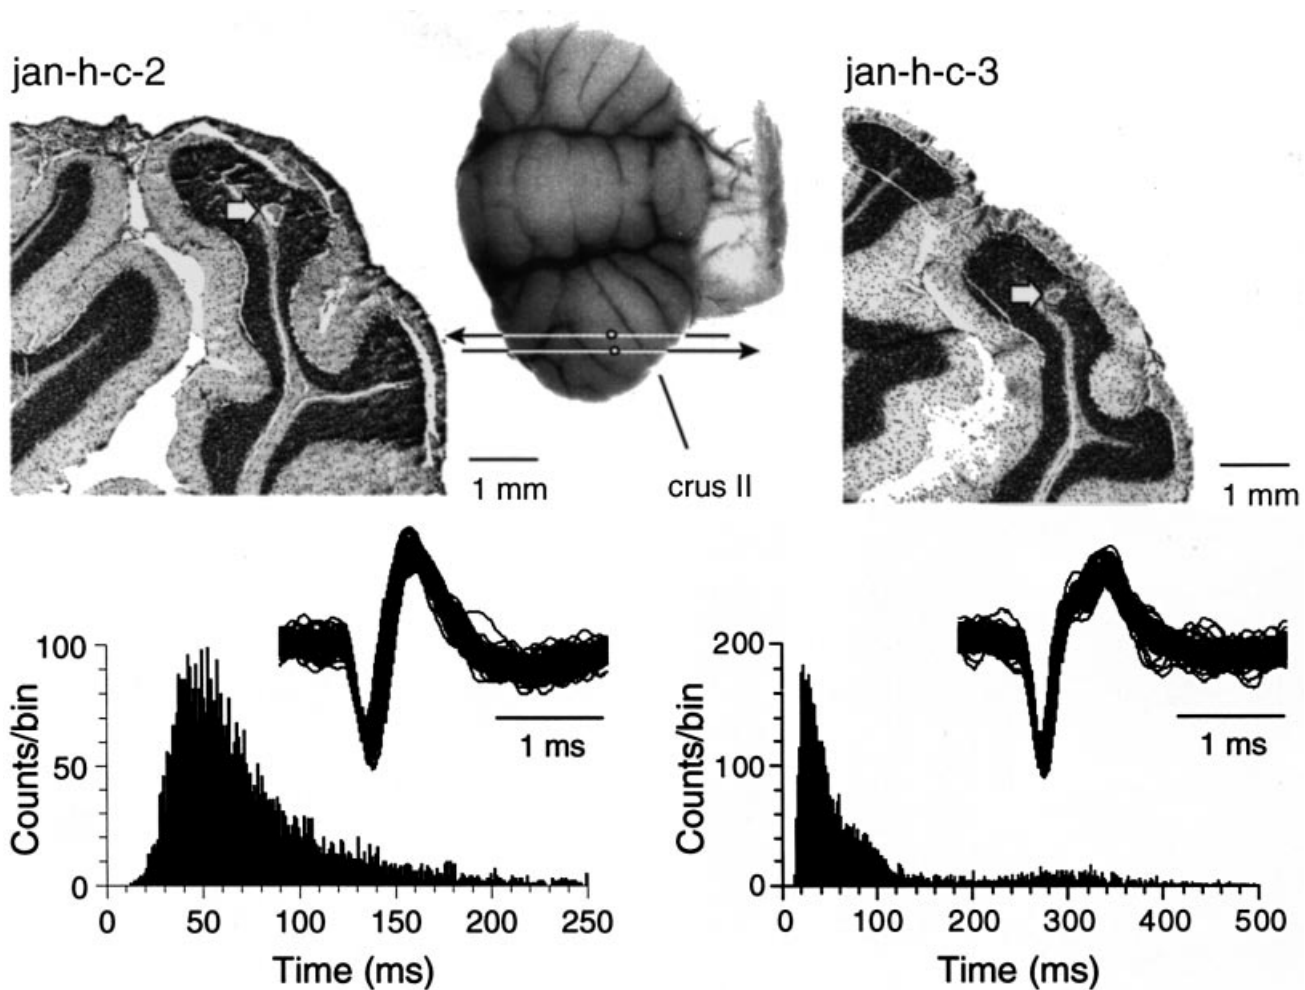 jan-h-c-2
jan-h-c-3
1 mm
crus II
1 mm
100
50
0
Counts/bin
1 ms
0 50 100 150 200 250
Time (ms)
200
100
0
Counts/bin
1 ms
0 100 200 300 400 500
Time (ms)